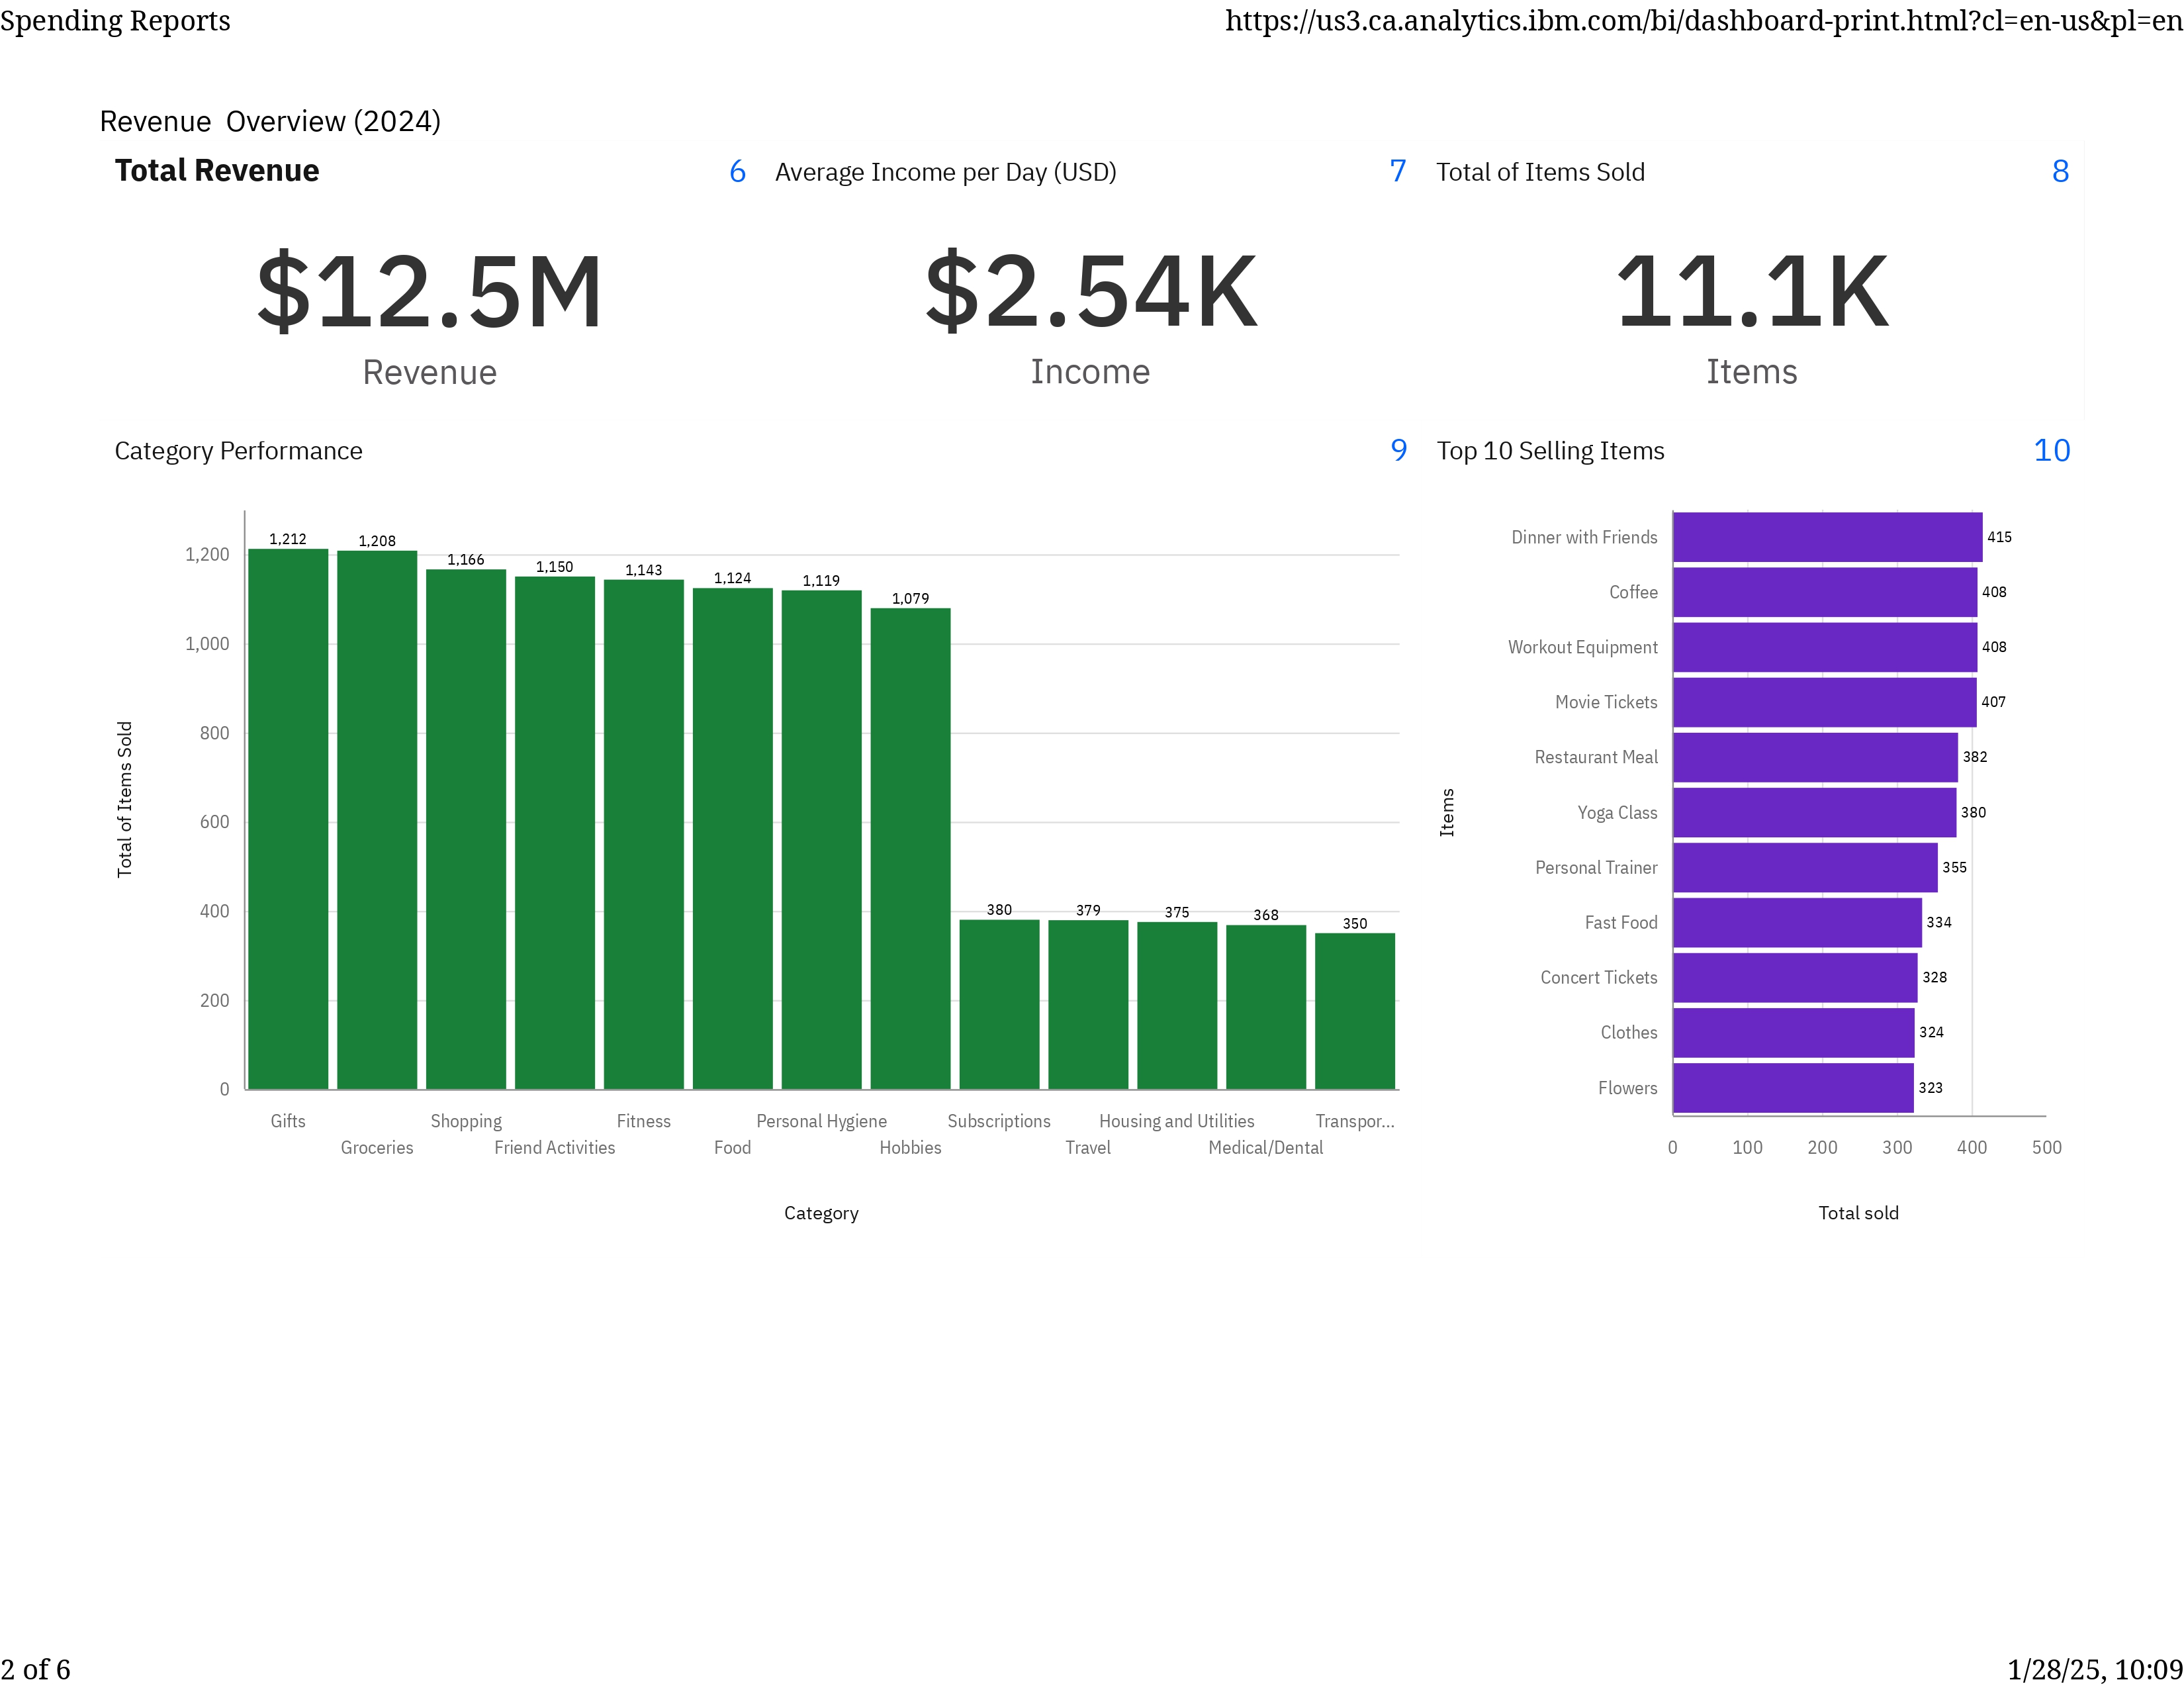 Spending Reports
https://us3.ca.analytics.ibm.com/bi/dashboard-print.html?cl=en-us&pl=en
Revenue  Overview (2024)
Total Revenue
6
Average Income per Day (USD)
7
Total of Items Sold
8
$12.5M
Revenue
$2.54K
Income
11.1K
Items
Category Performance
9
Total of Items Sold
1,200
1,000
800
600
400
200
0
1,212
1,208
1,166
1,150
1,143
1,124
1,119
1,079
380
379
375
368
350
Gifts
Groceries
Shopping
Friend Activities
Fitness
Food
Personal Hygiene
Hobbies
Subscriptions
Travel
Housing and Utilities
Medical/Dental
Transpor...
Category
Top 10 Selling Items
10
Items
Dinner with Friends 415
Coffee 408
Workout Equipment 408
Movie Tickets 407
Restaurant Meal 382
Yoga Class 380
Personal Trainer 355
Fast Food 334
Concert Tickets 328
Clothes 324
Flowers 323
0 100 200 300 400 500
Total sold
2 of 6
1/28/25, 10:09